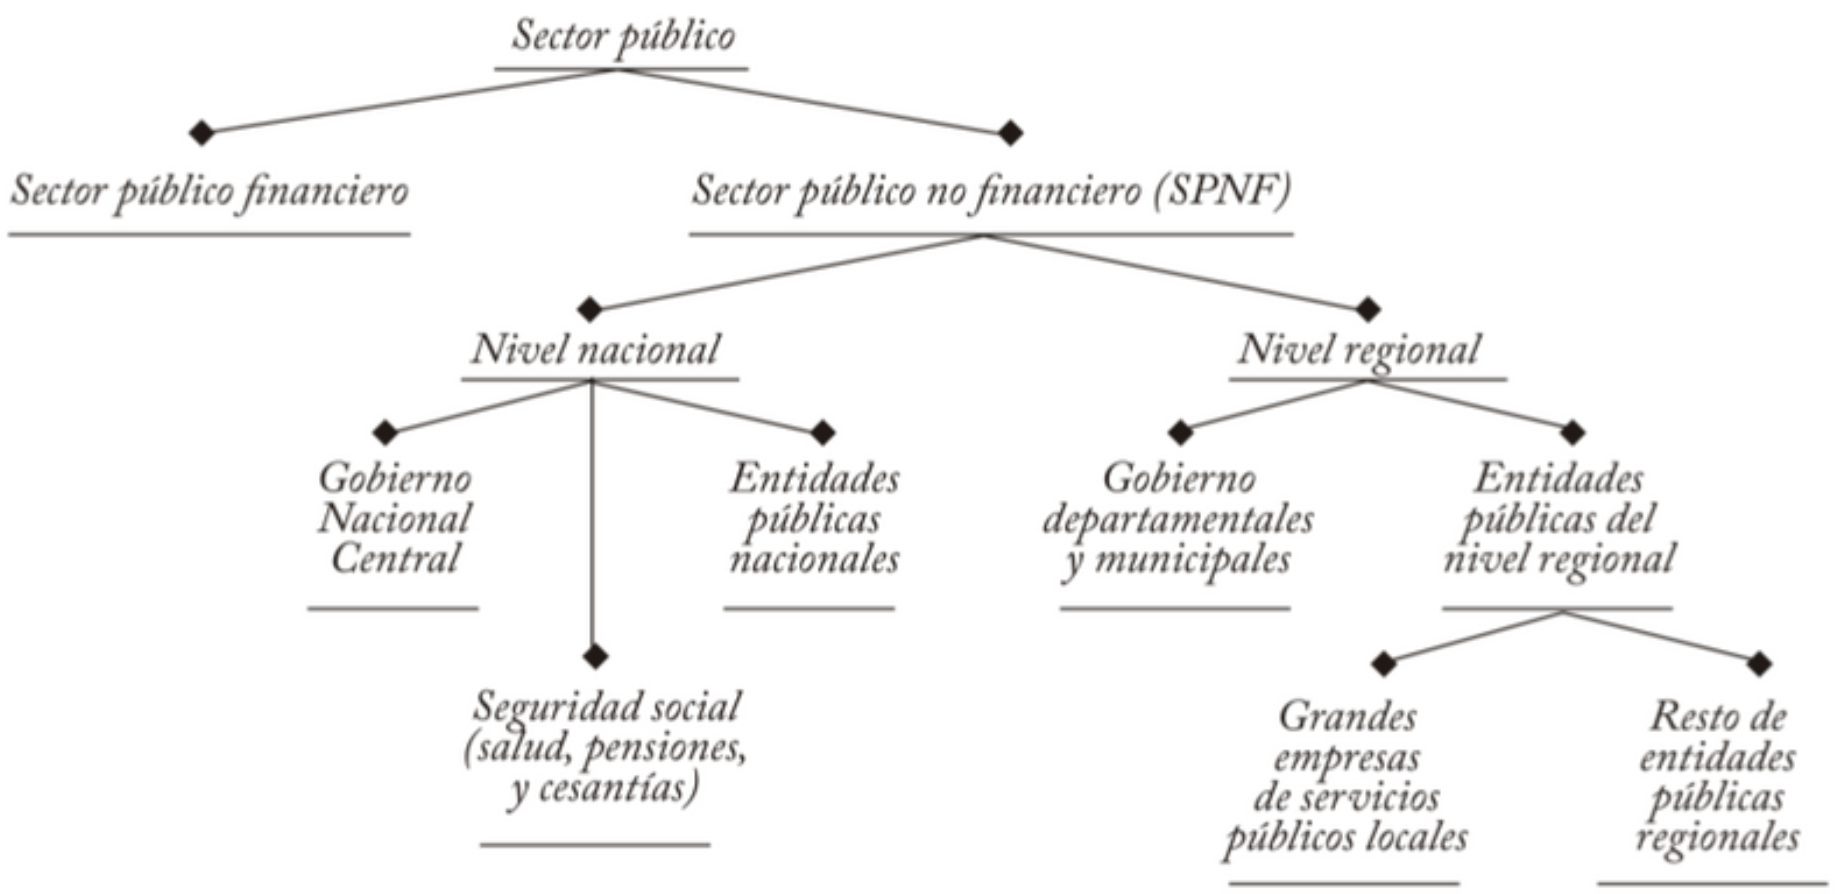 Sector público
Sector público financiero
Sector público no financiero (SPNF)
Nivel nacional
Nivel regional
Gobierno
Nacional
Central
Entidades
públicas
nacionales
Gobierno
departamentales
y municipales
Entidades
públicas del
nivel regional
Seguridad social
(salud, pensiones,
y cesantías)
Grandes
empresas
de servicios
públicos locales
Resto de
entidades
públicas
regionales